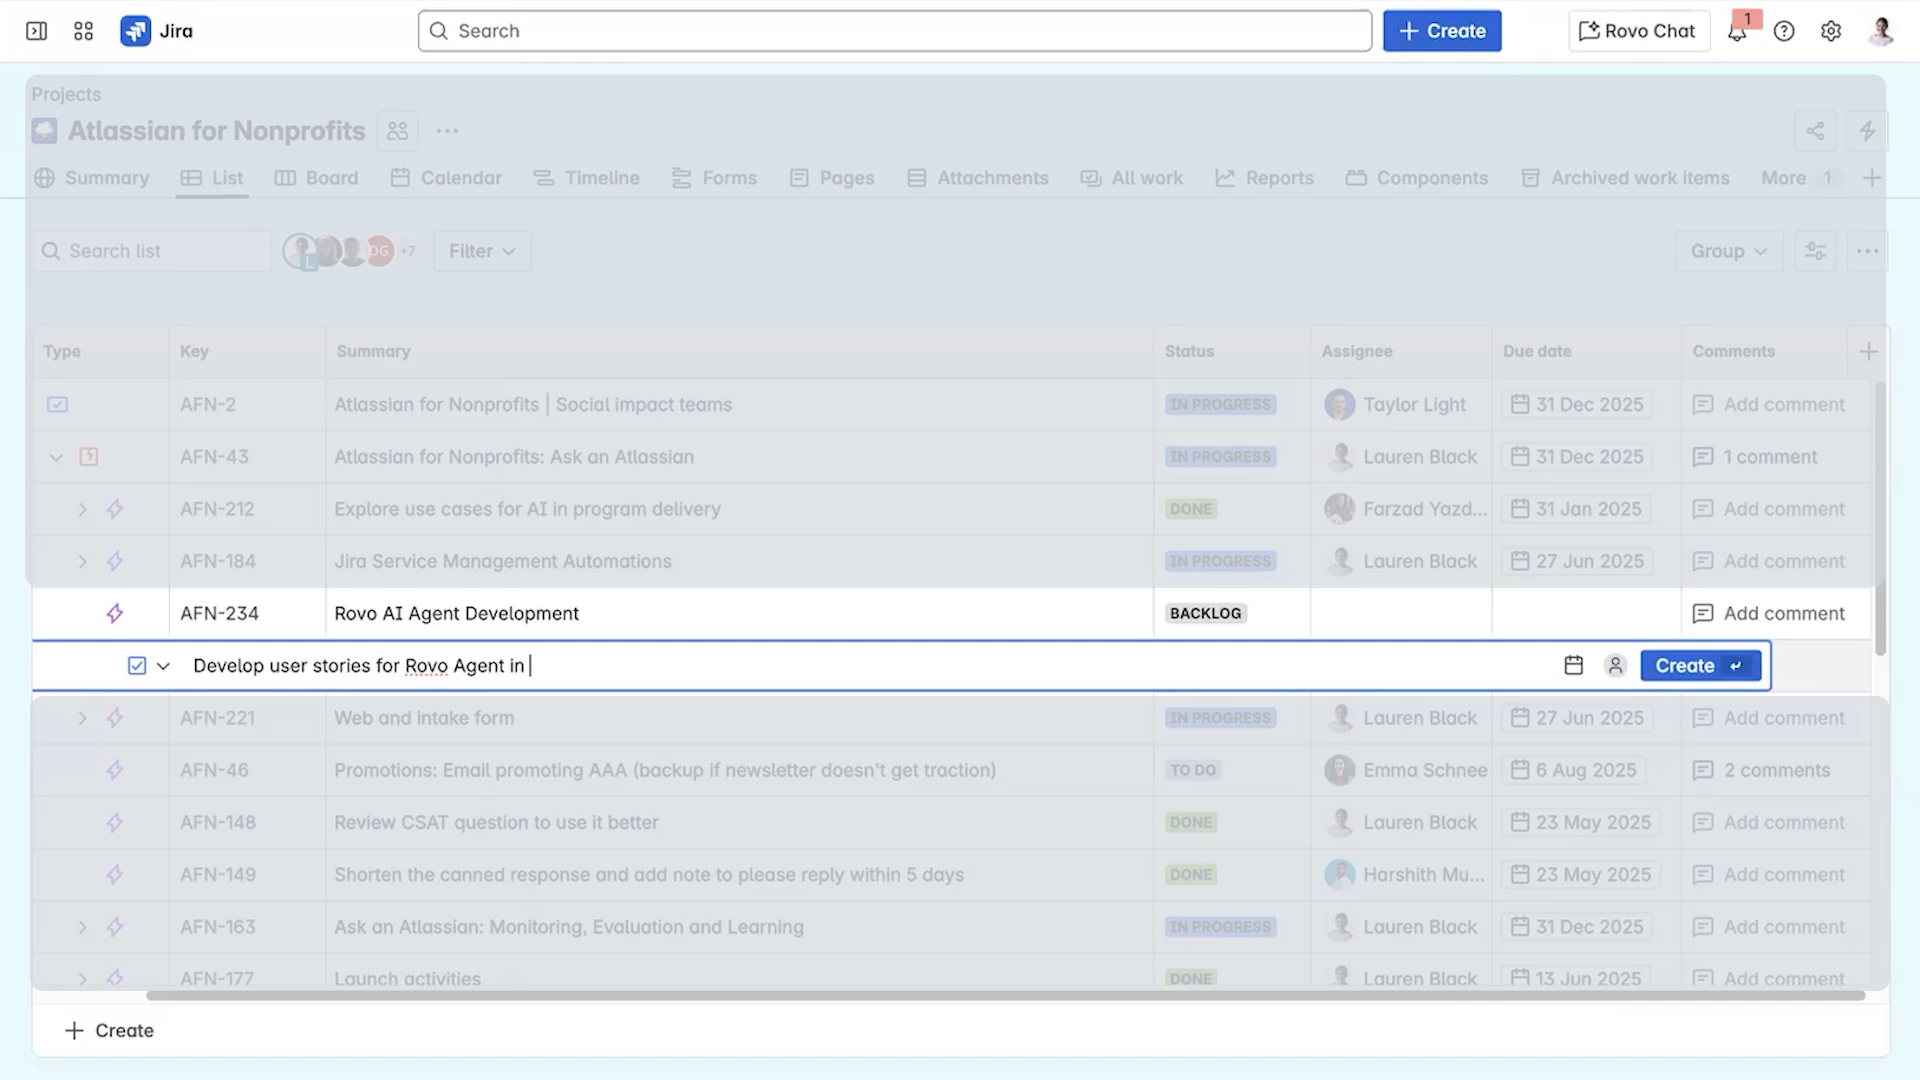 Jira
Search
Create
Rovo Chat
1
Projects
Atlassian for Nonprofits
Summary List Board Calendar Timeline Forms Pages Attachments All work Reports Components Archived work items More 1
Search list
DG
L
+7
Filter
Group
Type Key Summary Status Assignee Due date Comments
AFN-2 Atlassian for Nonprofits | Social impact teams IN PROGRESS Taylor Light 31 Dec 2025 Add comment
AFN-43 Atlassian for Nonprofits: Ask an Atlassian IN PROGRESS Lauren Black 31 Dec 2025 1 comment
AFN-212 Explore use cases for AI in program delivery DONE Farzad Yazd... 31 Jan 2025 Add comment
AFN-184 Jira Service Management Automations IN PROGRESS Lauren Black 27 Jun 2025 Add comment
AFN-234 Rovo AI Agent Development BACKLOG Add comment
Develop user stories for Rovo Agent in Create
AFN-221 Web and intake form IN PROGRESS Lauren Black 27 Jun 2025 Add comment
AFN-46 Promotions: Email promoting AAA (backup if newsletter doesn't get traction) TO DO Emma Schnee 6 Aug 2025 2 comments
AFN-148 Review CSAT question to use it better DONE Lauren Black 23 May 2025 Add comment
AFN-149 Shorten the canned response and add note to please reply within 5 days DONE Harshith Mu... 23 May 2025 Add comment
AFN-163 Ask an Atlassian: Monitoring, Evaluation and Learning IN PROGRESS Lauren Black 31 Dec 2025 Add comment
AFN-177 Launch activities DONE Lauren Black 13 Jun 2025 Add comment
Create